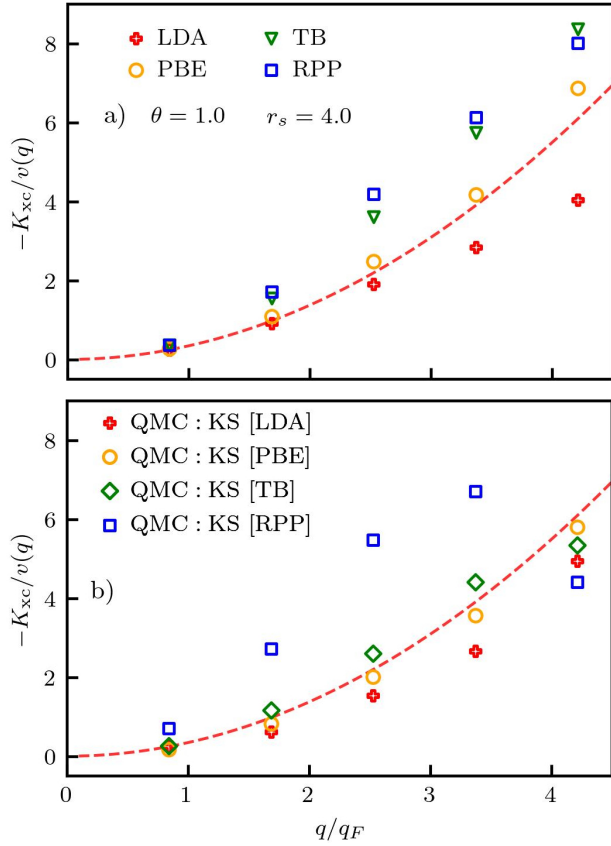 8
6
4
2
0
−K_xc/v(q)
LDA TB
PBE RPP
a) θ = 1.0 r_s = 4.0
8
6
4
2
0
−K_xc/v(q)
QMC : KS [LDA]
QMC : KS [PBE]
QMC : KS [TB]
QMC : KS [RPP]
b)
0 1 2 3 4
q/q_F